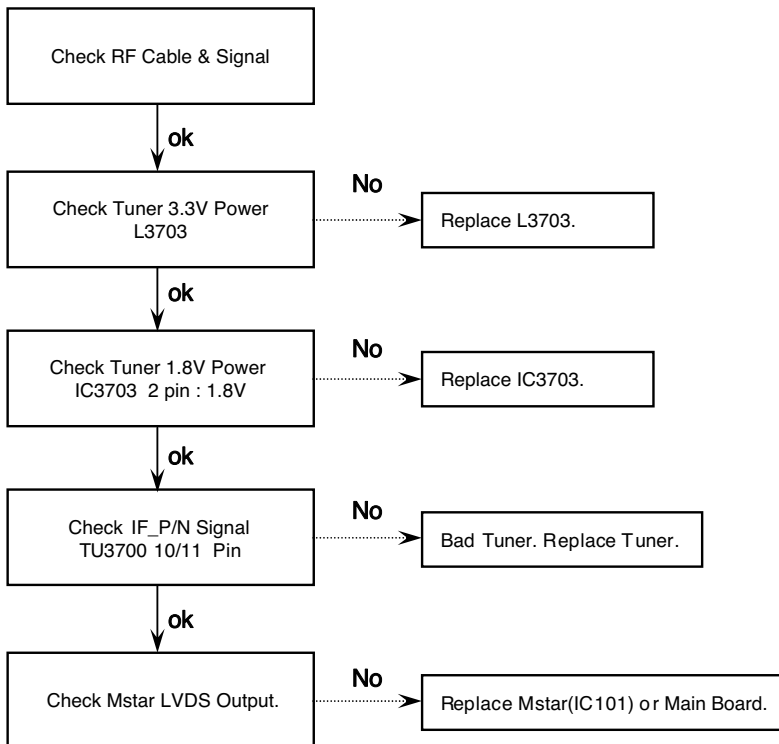 Check RF Cable & Signal
ok
Check Tuner 3.3V Power
L3703
No
Replace L3703.
ok
Check Tuner 1.8V Power
IC3703 2 pin : 1.8V
No
Replace IC3703.
ok
Check IF_P/N Signal
TU3700 10/11 Pin
No
Bad Tuner. Replace Tuner.
ok
Check Mstar LVDS Output.
No
Replace Mstar(IC101) or Main Board.